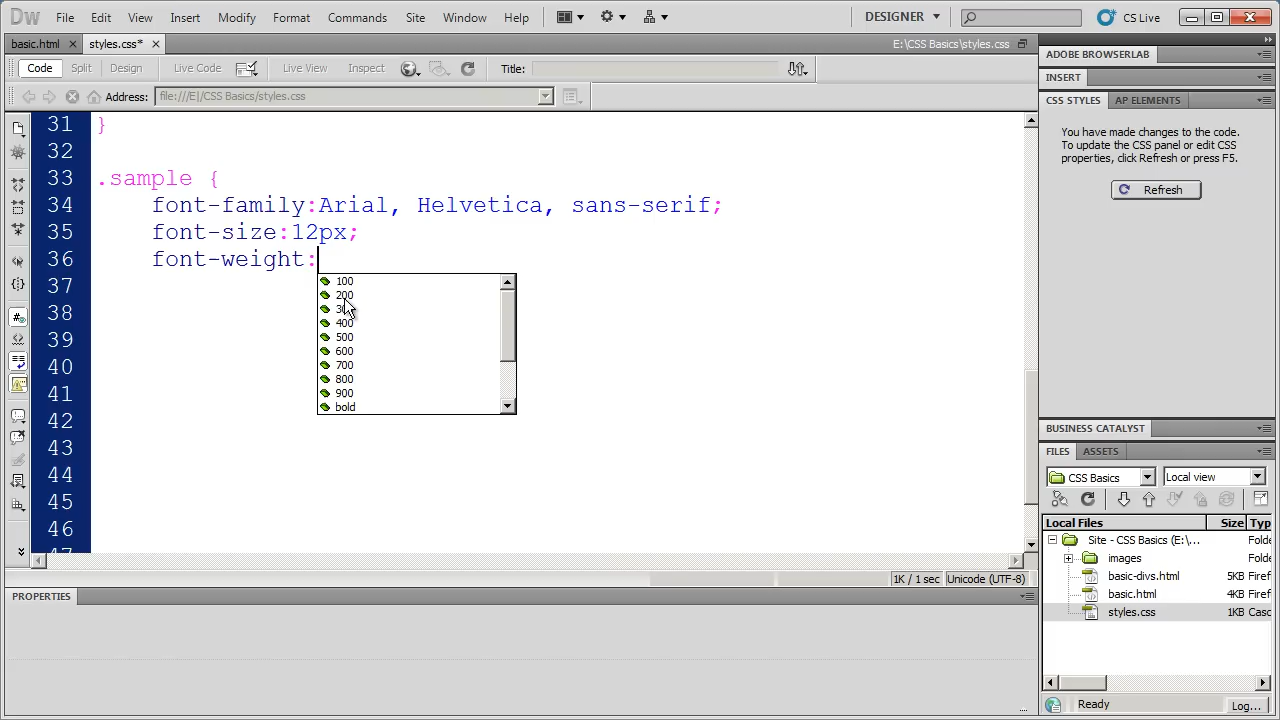 Dw File Edit View Insert Modify Format Commands Site Window Help DESIGNER CS Live
basic.html styles.css* E:\CSS Basics\styles.css
Code Split Design Live Code Live View Inspect Title:
Address: file:///E|/CSS Basics/styles.css
31 }
32
33 .sample {
34 font-family:Arial, Helvetica, sans-serif;
35 font-size:12px;
36 font-weight:
37
38
39
40
41
42
43
44
45
46
47
100
200
300
400
500
600
700
800
900
bold
1K / 1 sec Unicode (UTF-8)
PROPERTIES
ADOBE BROWSERLAB
INSERT
CSS STYLES AP ELEMENTS
You have made changes to the code.
To update the CSS panel or edit CSS
properties, click Refresh or press F5.
Refresh
BUSINESS CATALYST
FILES ASSETS
CSS Basics Local view
Local Files Size Typ
Site - CSS Basics (E:\... Folde
images Folde
basic-divs.html 5KB Firef
basic.html 4KB Firef
styles.css 1KB Casc
Ready Log...